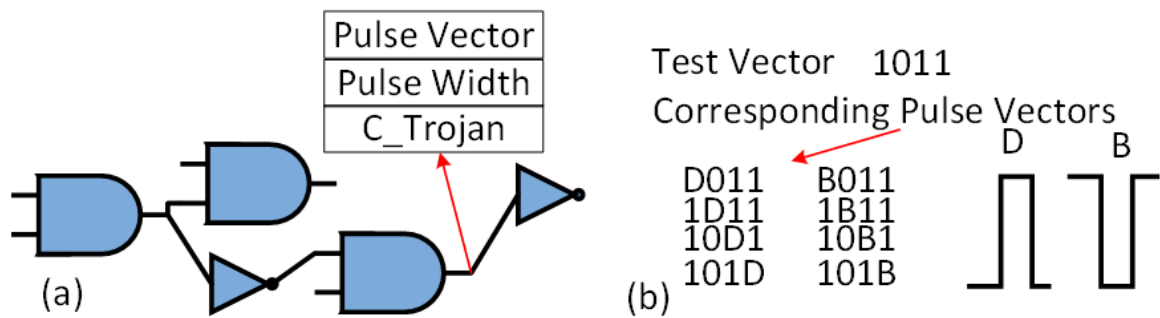 Pulse Vector
Pulse Width
C_Trojan
(a)
Test Vector 1011
Corresponding Pulse Vectors
D B
D011 B011
1D11 1B11
10D1 10B1
101D 101B
(b)